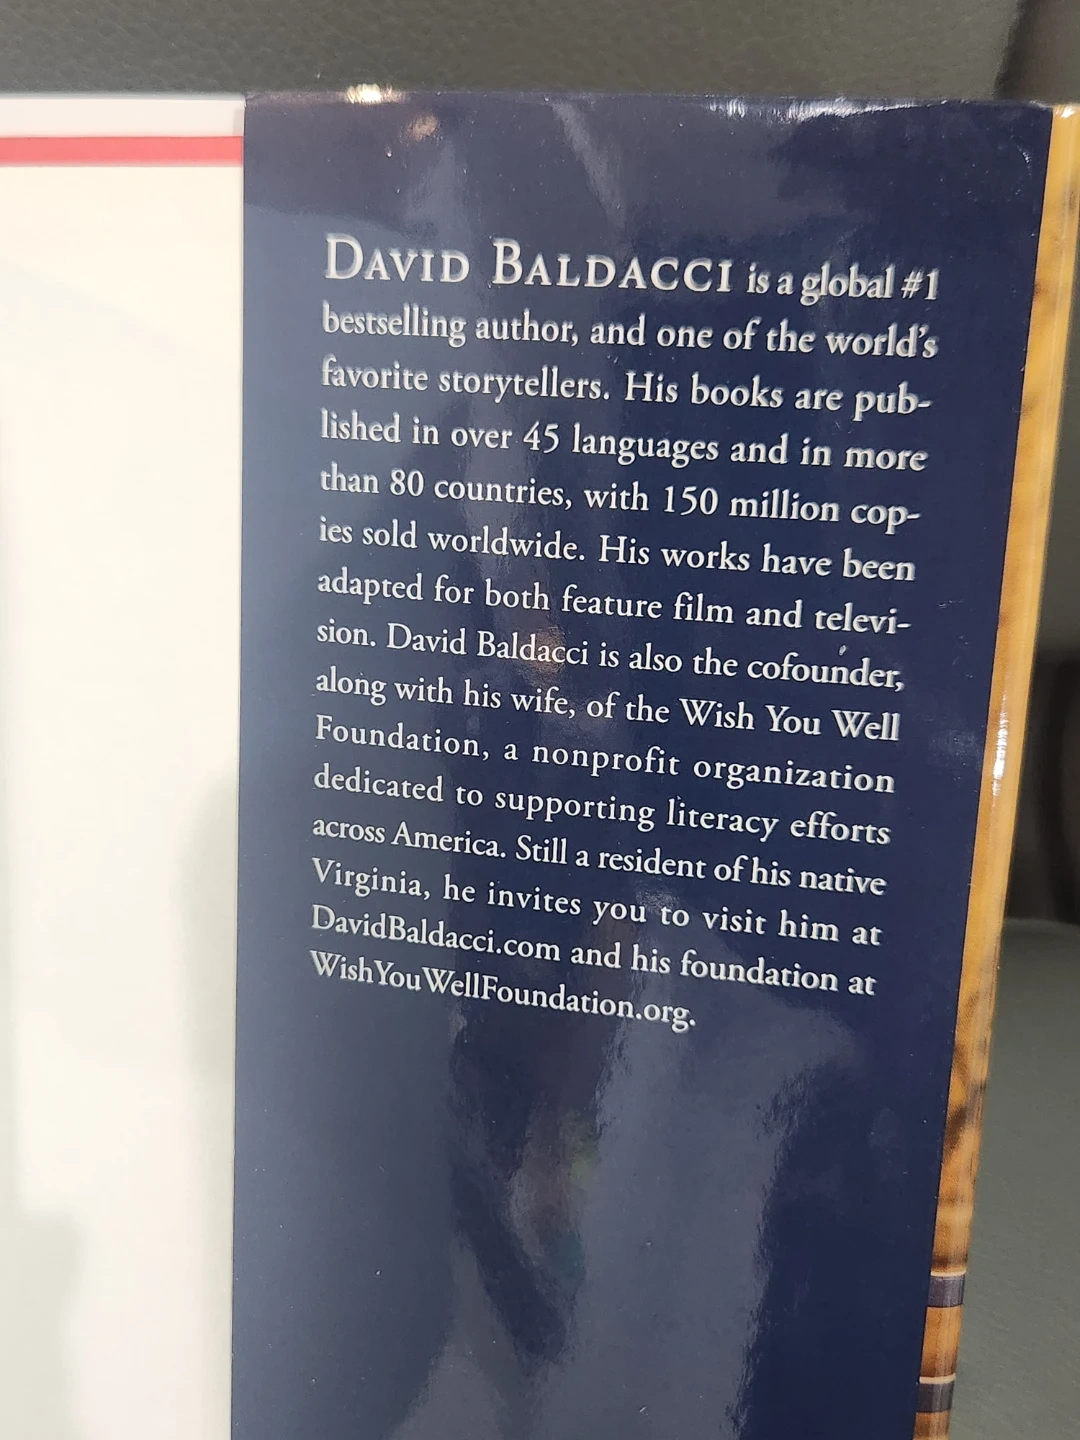 DAVID BALDACCI is a global #1
bestselling author, and one of the world's
favorite storytellers. His books are pub-
lished in over 45 languages and in more
than 80 countries, with 150 million cop-
ies sold worldwide. His works have been
adapted for both feature film and televi-
sion. David Baldacci is also the cofounder,
along with his wife, of the Wish You Well
Foundation, a nonprofit organization
dedicated to supporting literacy efforts
across America. Still a resident of his native
Virginia, he invites you to visit him at
DavidBaldacci.com and his foundation at
WishYouWellFoundation.org.